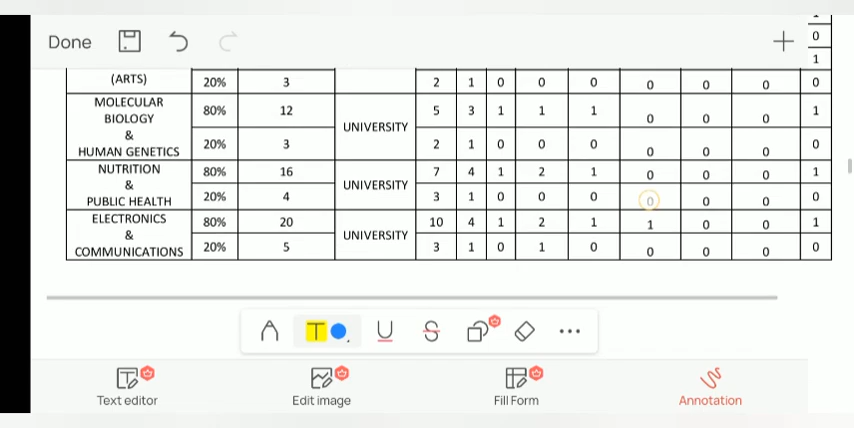 Done
0
1
(ARTS) 20% 3 2 1 0 0 0 0 0 0 0
MOLECULAR
BIOLOGY
&
HUMAN GENETICS
80% 12 UNIVERSITY 5 3 1 1 1 0 0 0 1
20% 3 2 1 0 0 0 0 0 0 0
NUTRITION
&
PUBLIC HEALTH
80% 16 UNIVERSITY 7 4 1 2 1 0 0 0 1
20% 4 3 1 0 0 0 0 0 0 0
ELECTRONICS
&
COMMUNICATIONS
80% 20 UNIVERSITY 10 4 1 2 1 1 0 0 1
20% 5 3 1 0 1 0 0 0 0 0
T U S
Text editor Edit image Fill Form Annotation